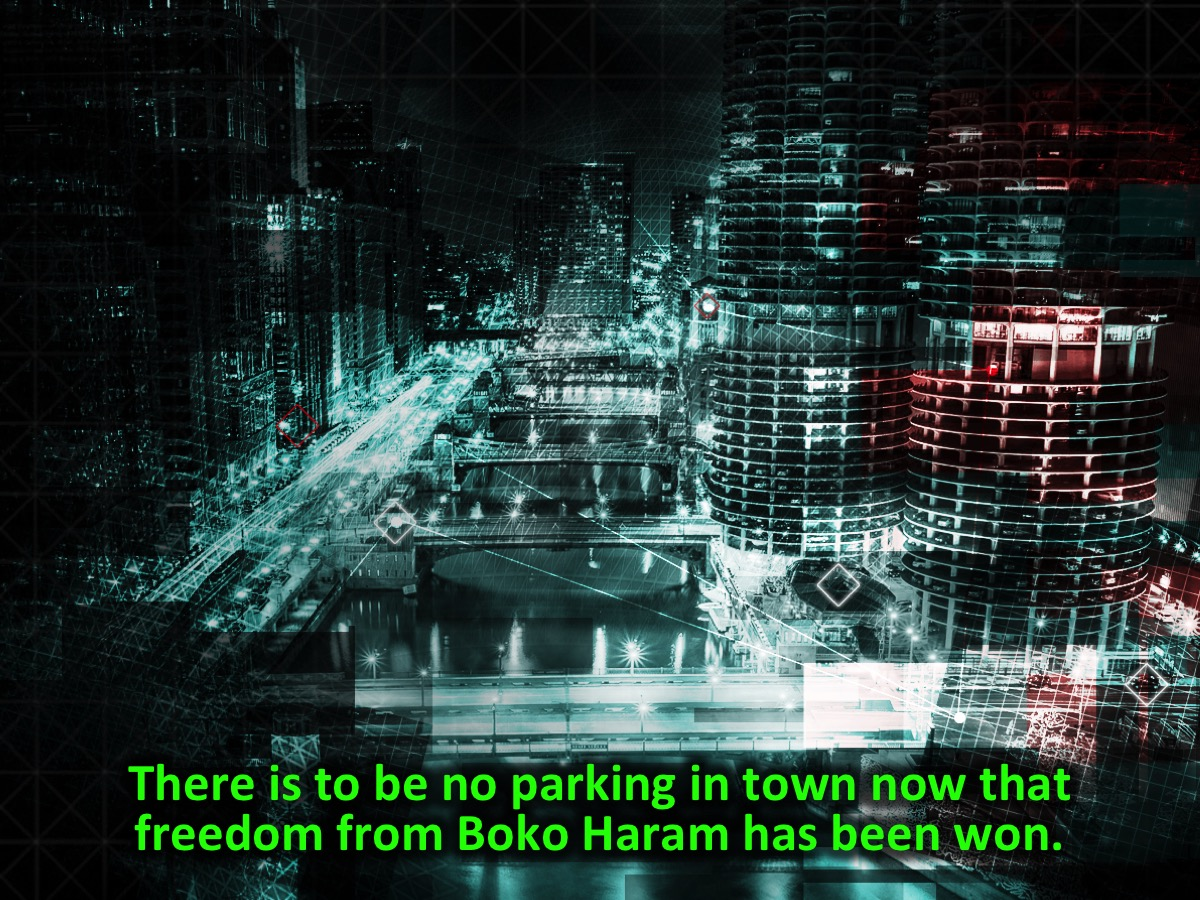 There is to be no parking in town now that
freedom from Boko Haram has been won.